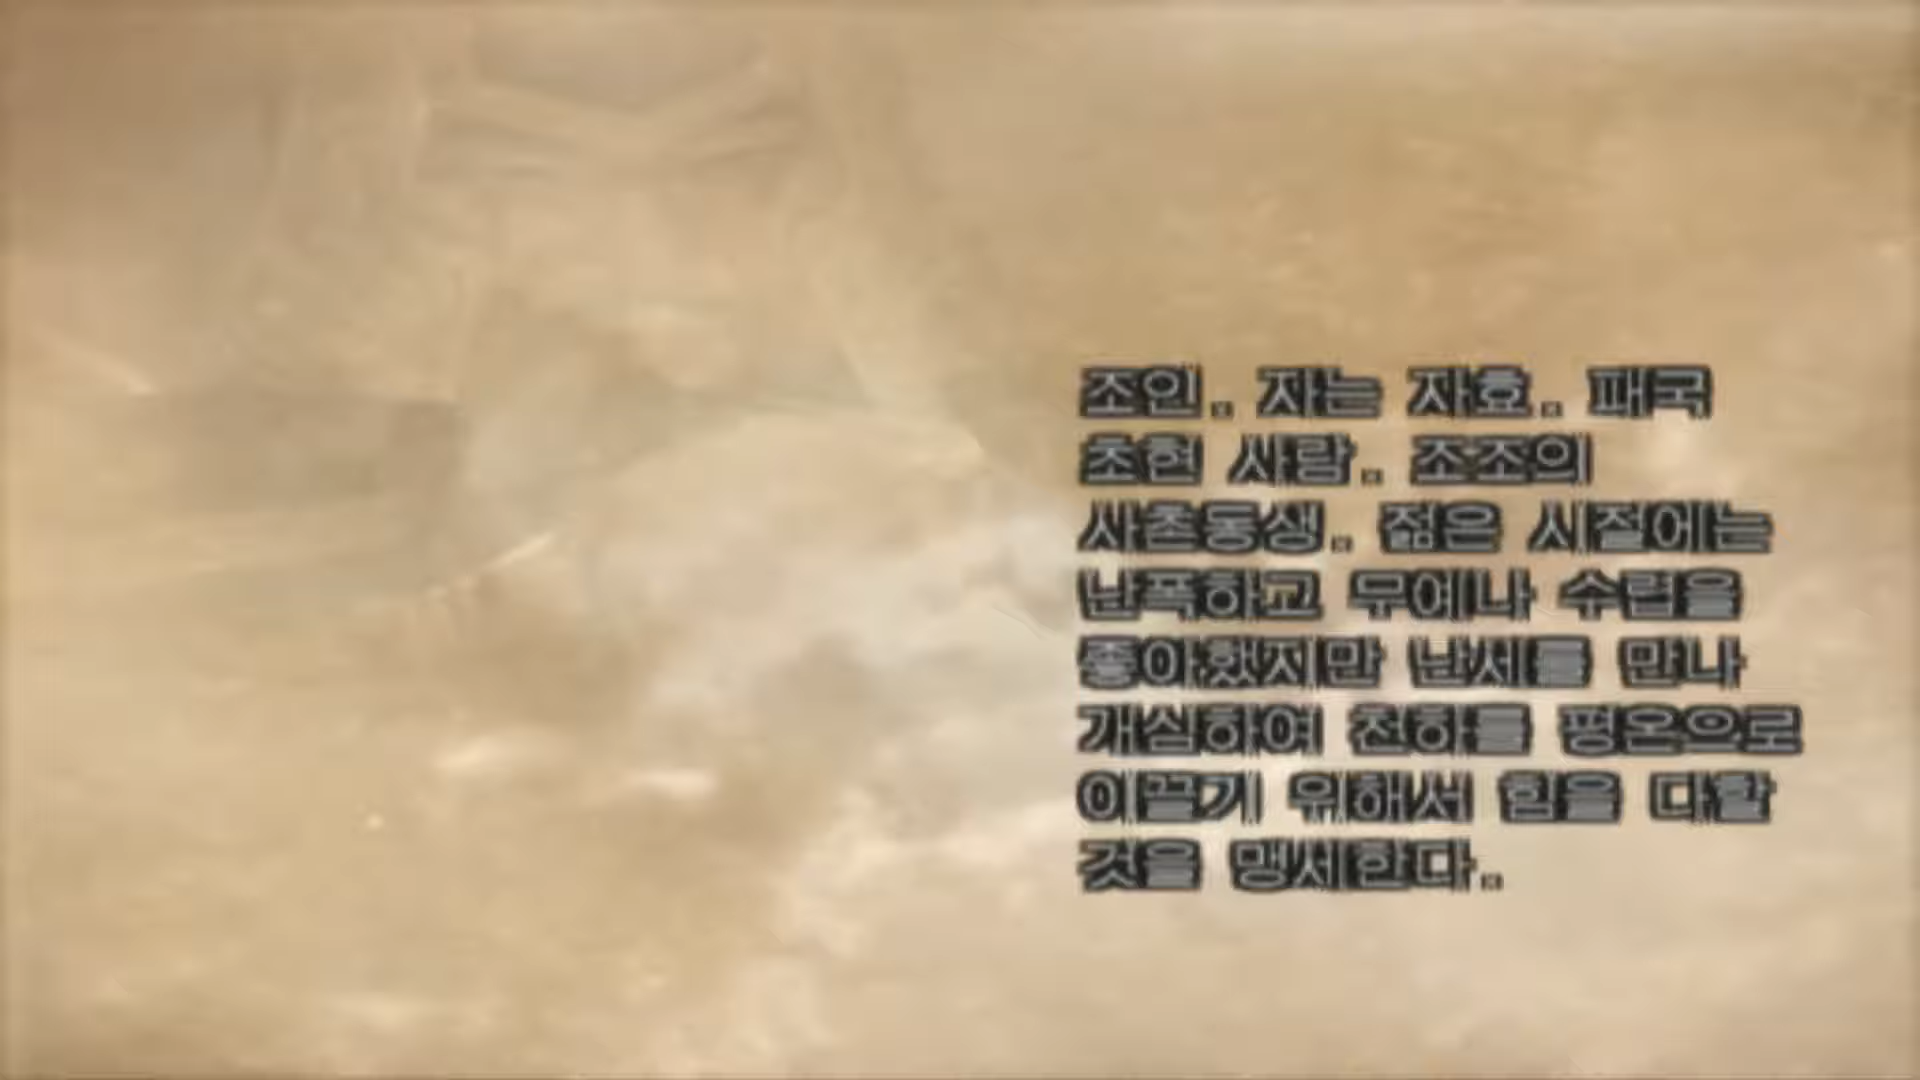 조인. 자는 자효. 패국
초현 사람. 조조의
사촌동생. 젊은 시절에는
난폭하고 무예나 수렵을
좋아했지만 난세를 만나
개심하여 천하를 평온으로
이끌기 위해서 힘을 다할
것을 맹세한다.